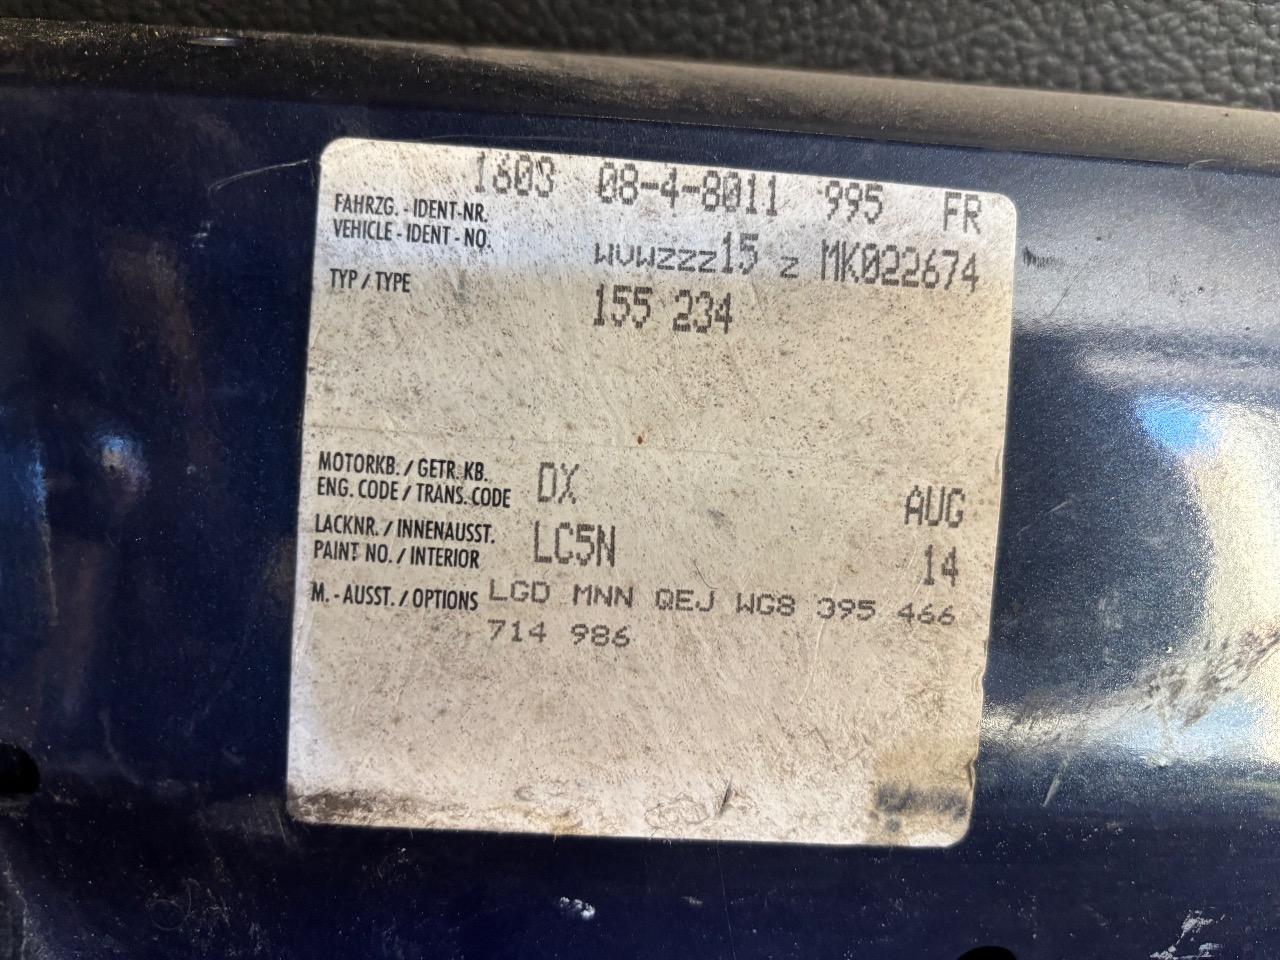 1603 08-4-8011 995 FR
FAHRZG. - IDENT-NR.
VEHICLE - IDENT - NO. WVWZZZ15 Z MK022674
TYP / TYPE 155 234
MOTORKB. / GETR. KB.
ENG. CODE / TRANS. CODE DX AUG
LACKNR. / INNENAUSST.
PAINT NO. / INTERIOR LC5N 14
M. - AUSST. / OPTIONS LGD MNN QEJ WG8 395 466
714 986